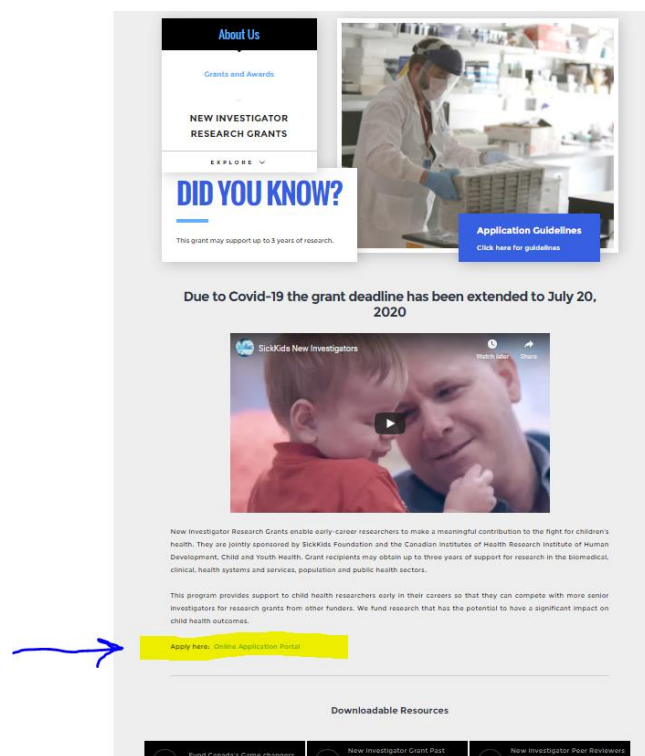 About Us
Grants and Awards
NEW INVESTIGATOR
RESEARCH GRANTS
EXPLORE
DID YOU KNOW?
This grant may support up to 3 years of research.
Application Guidelines
Click here for guidelines
Due to Covid-19 the grant deadline has been extended to July 20,
2020
SickKids New Investigators
Watch later
Share
New Investigator Research Grants enable early-career researchers to make a meaningful contribution to the fight for children's
health. They are jointly sponsored by SickKids Foundation and the Canadian Institutes of Health Research Institute of Human
Development, Child and Youth Health. Grant recipients may obtain up to three years of support for research in the biomedical,
clinical, health systems and services, population and public health sectors.
This program provides support to child health researchers early in their careers so that they can compete with more senior
investigators for research grants from other funders. We fund research that has the potential to have a significant impact on
child health outcomes.
Apply here: Online Application Portal
Downloadable Resources
Fund Canada's Game changers
New Investigator Grant Past
New Investigator Peer Reviewers